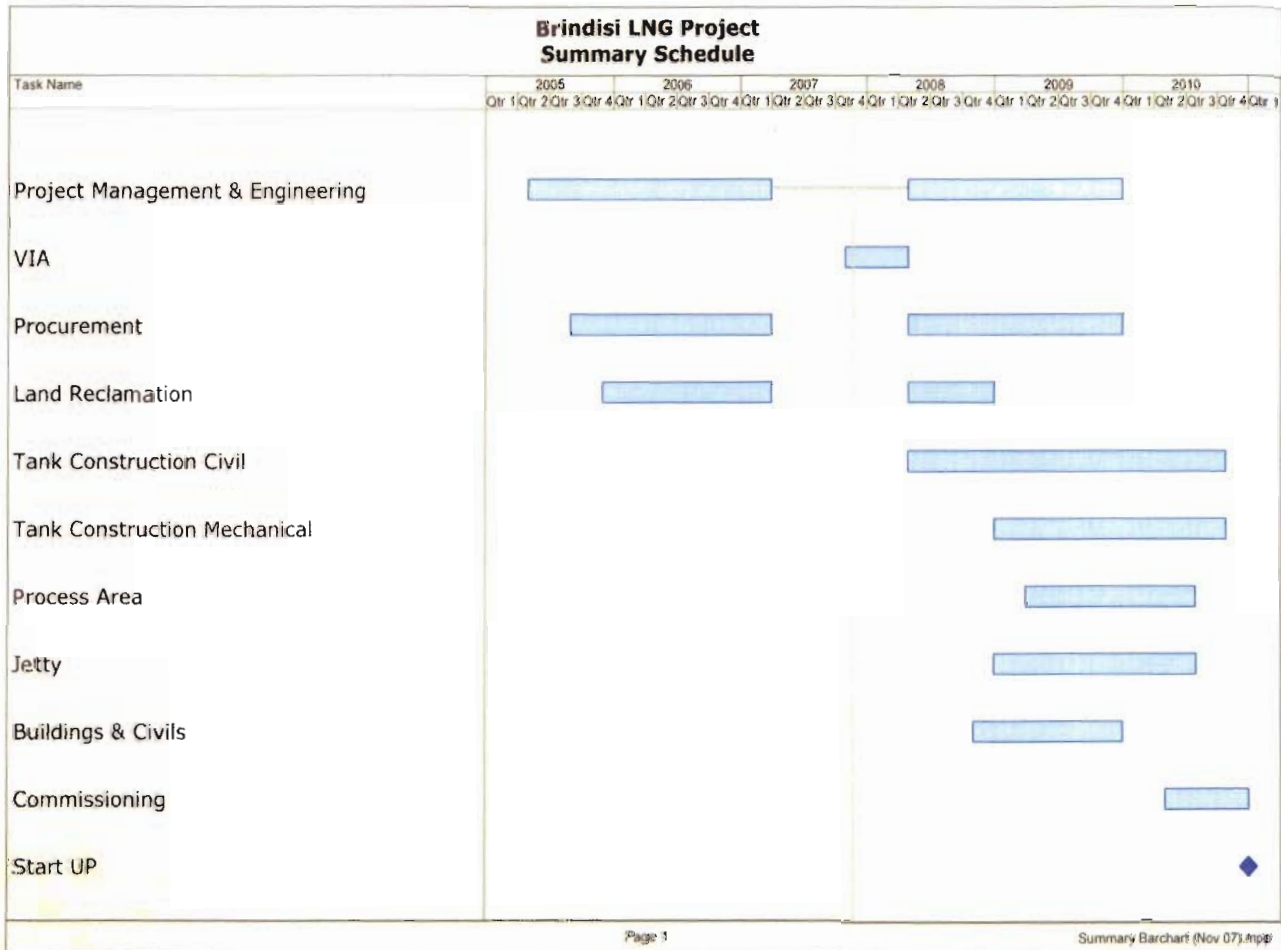 Brindisi LNG Project
Summary Schedule
Task Name
2005 2006 2007 2008 2009 2010
Qtr 1 Qtr 2 Qtr 3 Qtr 4 Qtr 1 Qtr 2 Qtr 3 Qtr 4 Qtr 1 Qtr 2 Qtr 3 Qtr 4 Qtr 1 Qtr 2 Qtr 3 Qtr 4 Qtr 1 Qtr 2 Qtr 3 Qtr 4 Qtr 1 Qtr 2 Qtr 3 Qtr 4 Qtr 1
Project Management & Engineering
VIA
Procurement
Land Reclamation
Tank Construction Civil
Tank Construction Mechanical
Process Area
Jetty
Buildings & Civils
Commissioning
Start UP
Page 1
Summary Barchart (Nov 07).mpp